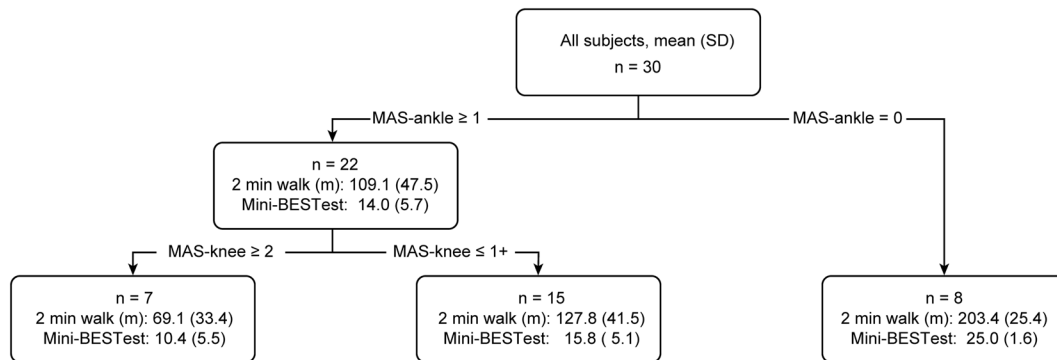 All subjects, mean (SD)
n = 30
MAS-ankle ≥ 1
MAS-ankle = 0
n = 22
2 min walk (m): 109.1 (47.5)
Mini-BESTest: 14.0 (5.7)
MAS-knee ≥ 2
MAS-knee ≤ 1+
n = 7
2 min walk (m): 69.1 (33.4)
Mini-BESTest: 10.4 (5.5)
n = 15
2 min walk (m): 127.8 (41.5)
Mini-BESTest: 15.8 ( 5.1)
n = 8
2 min walk (m): 203.4 (25.4)
Mini-BESTest: 25.0 (1.6)